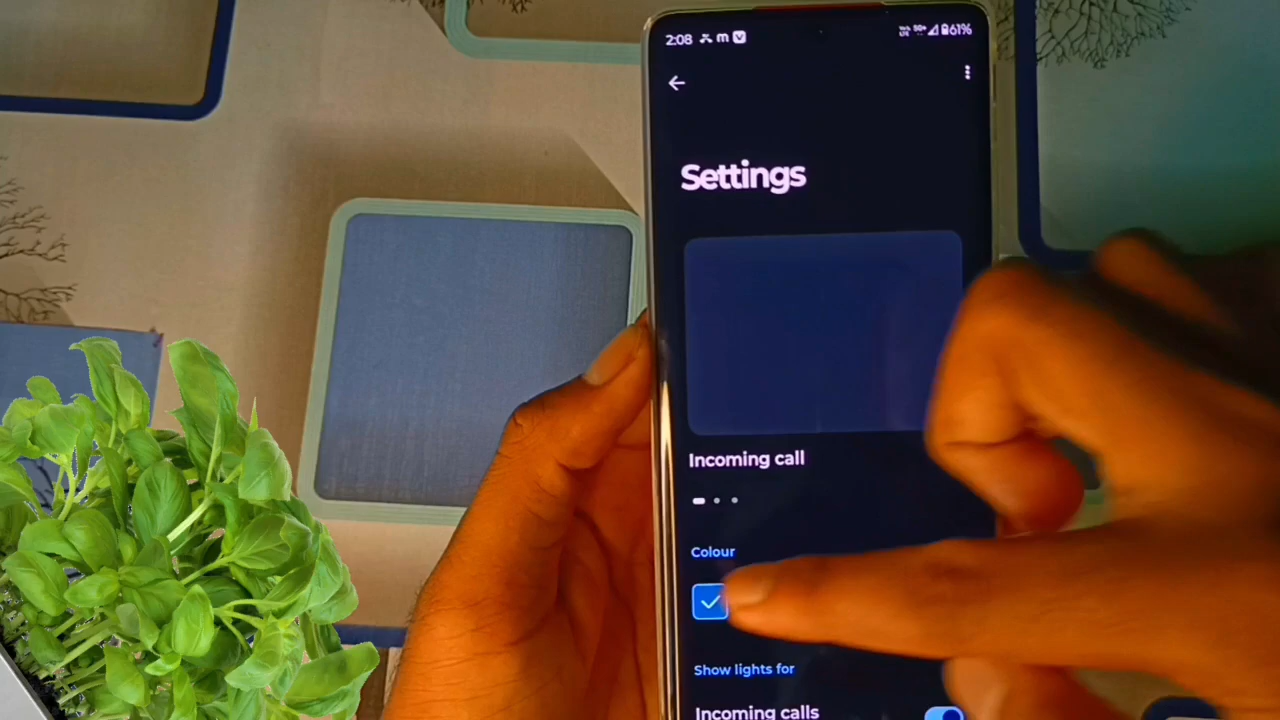 2:08 m 61%
Settings
Incoming call
Colour
Show lights for
Incoming calls